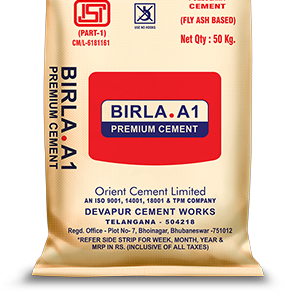 ISI
(PART-1)
CM/L-6181161
USE NO HOOKS
CEMENT
(FLY ASH BASED)
Net Qty : 50 Kg.
BIRLA.A1
PREMIUM CEMENT
BIRLA.A1
PREMIUM CEMENT
Orient Cement Limited
AN ISO 9001, 14001, 18001 & TPM COMPANY
DEVAPUR CEMENT WORKS
TELANGANA - 504218
Regd. Office - Plot No- 7, Bhoinagar, Bhubaneswar -751012
*REFER SIDE STRIP FOR WEEK, MONTH, YEAR &
MRP IN RS. (INCLUSIVE OF ALL TAXES)